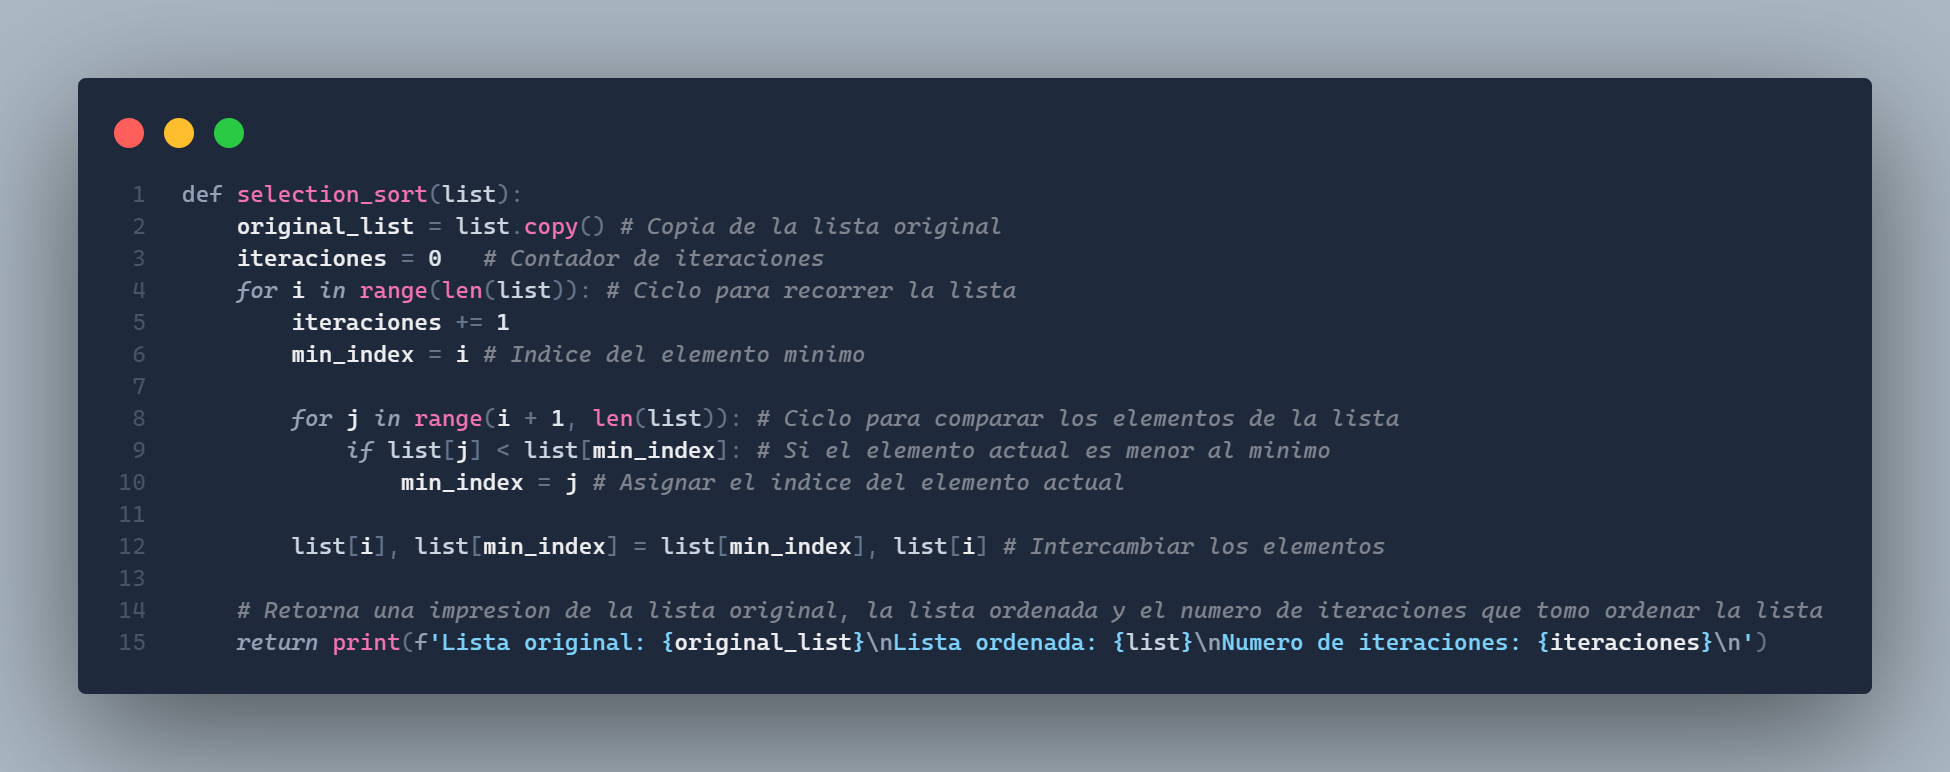 1 def selection_sort(list):
2     original_list = list.copy() # Copia de la lista original
3     iteraciones = 0   # Contador de iteraciones
4     for i in range(len(list)): # Ciclo para recorrer la lista
5         iteraciones += 1
6         min_index = i # Indice del elemento minimo
7
8         for j in range(i + 1, len(list)): # Ciclo para comparar los elementos de la lista
9             if list[j] < list[min_index]: # Si el elemento actual es menor al minimo
10                 min_index = j # Asignar el indice del elemento actual
11
12         list[i], list[min_index] = list[min_index], list[i] # Intercambiar los elementos
13
14     # Retorna una impresion de la lista original, la lista ordenada y el numero de iteraciones que tomo ordenar la lista
15     return print(f'Lista original: {original_list}\nLista ordenada: {list}\nNumero de iteraciones: {iteraciones}\n')